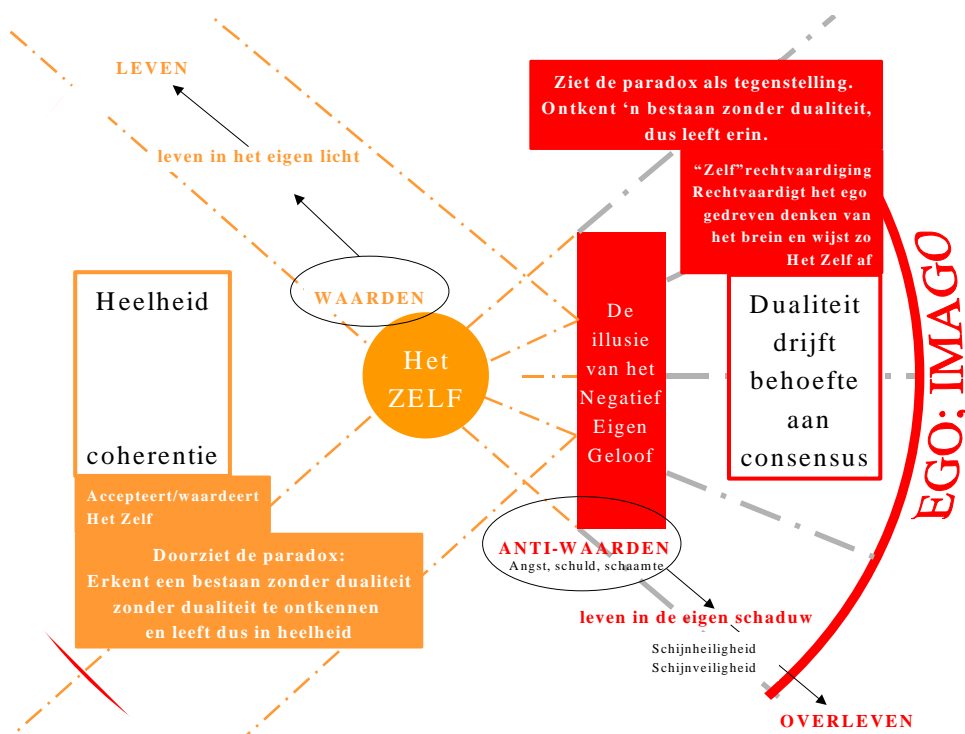 LEVEN
leven in het eigen licht
WAARDEN
Heelheid
coherentie
Accepteert/waardeert
Het Zelf
Doorziet de paradox:
Erkent een bestaan zonder dualiteit
zonder dualiteit te ontkennen
en leeft dus in heelheid
Het
ZELF
De
illusie
van het
Negatief
Eigen
Geloof
Ziet de paradox als tegenstelling.
Ontkent ‘n bestaan zonder dualiteit,
dus leeft erin.
“Zelf”rechtvaardiging
Rechtvaardigt het ego
gedreven denken van
het brein en wijst zo
Het Zelf af
Dualiteit
drijft
behoefte
aan
consensus
EGO; IMAGO
ANTI-WAARDEN
Angst, schuld, schaamte
leven in de eigen schaduw
Schijnheiligheid
Schijnveiligheid
OVERLEVEN